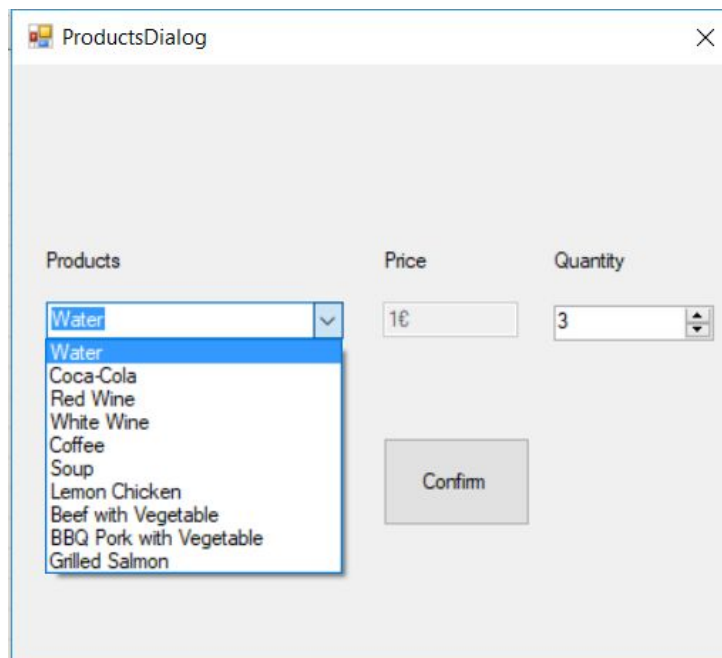 ProductsDialog
Products Price Quantity
Water 1€ 3
Water
Coca-Cola
Red Wine
White Wine
Coffee
Soup
Lemon Chicken
Beef with Vegetable
BBQ Pork with Vegetable
Grilled Salmon
Confirm